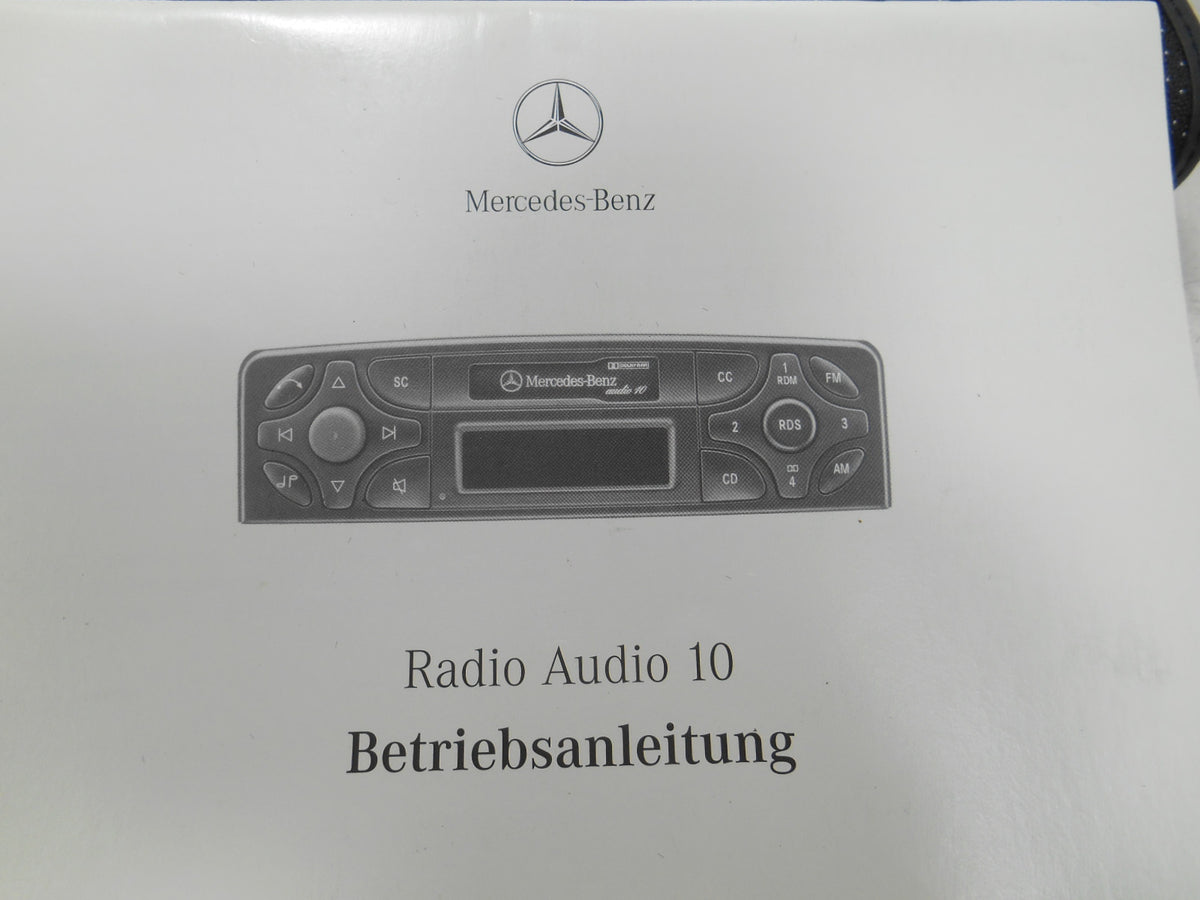 Mercedes-Benz
SC
Mercedes-Benz
audio 10
CC
1
RDM
FM
2
RDS
3
CD
4
AM
Radio Audio 10
Betriebsanleitung